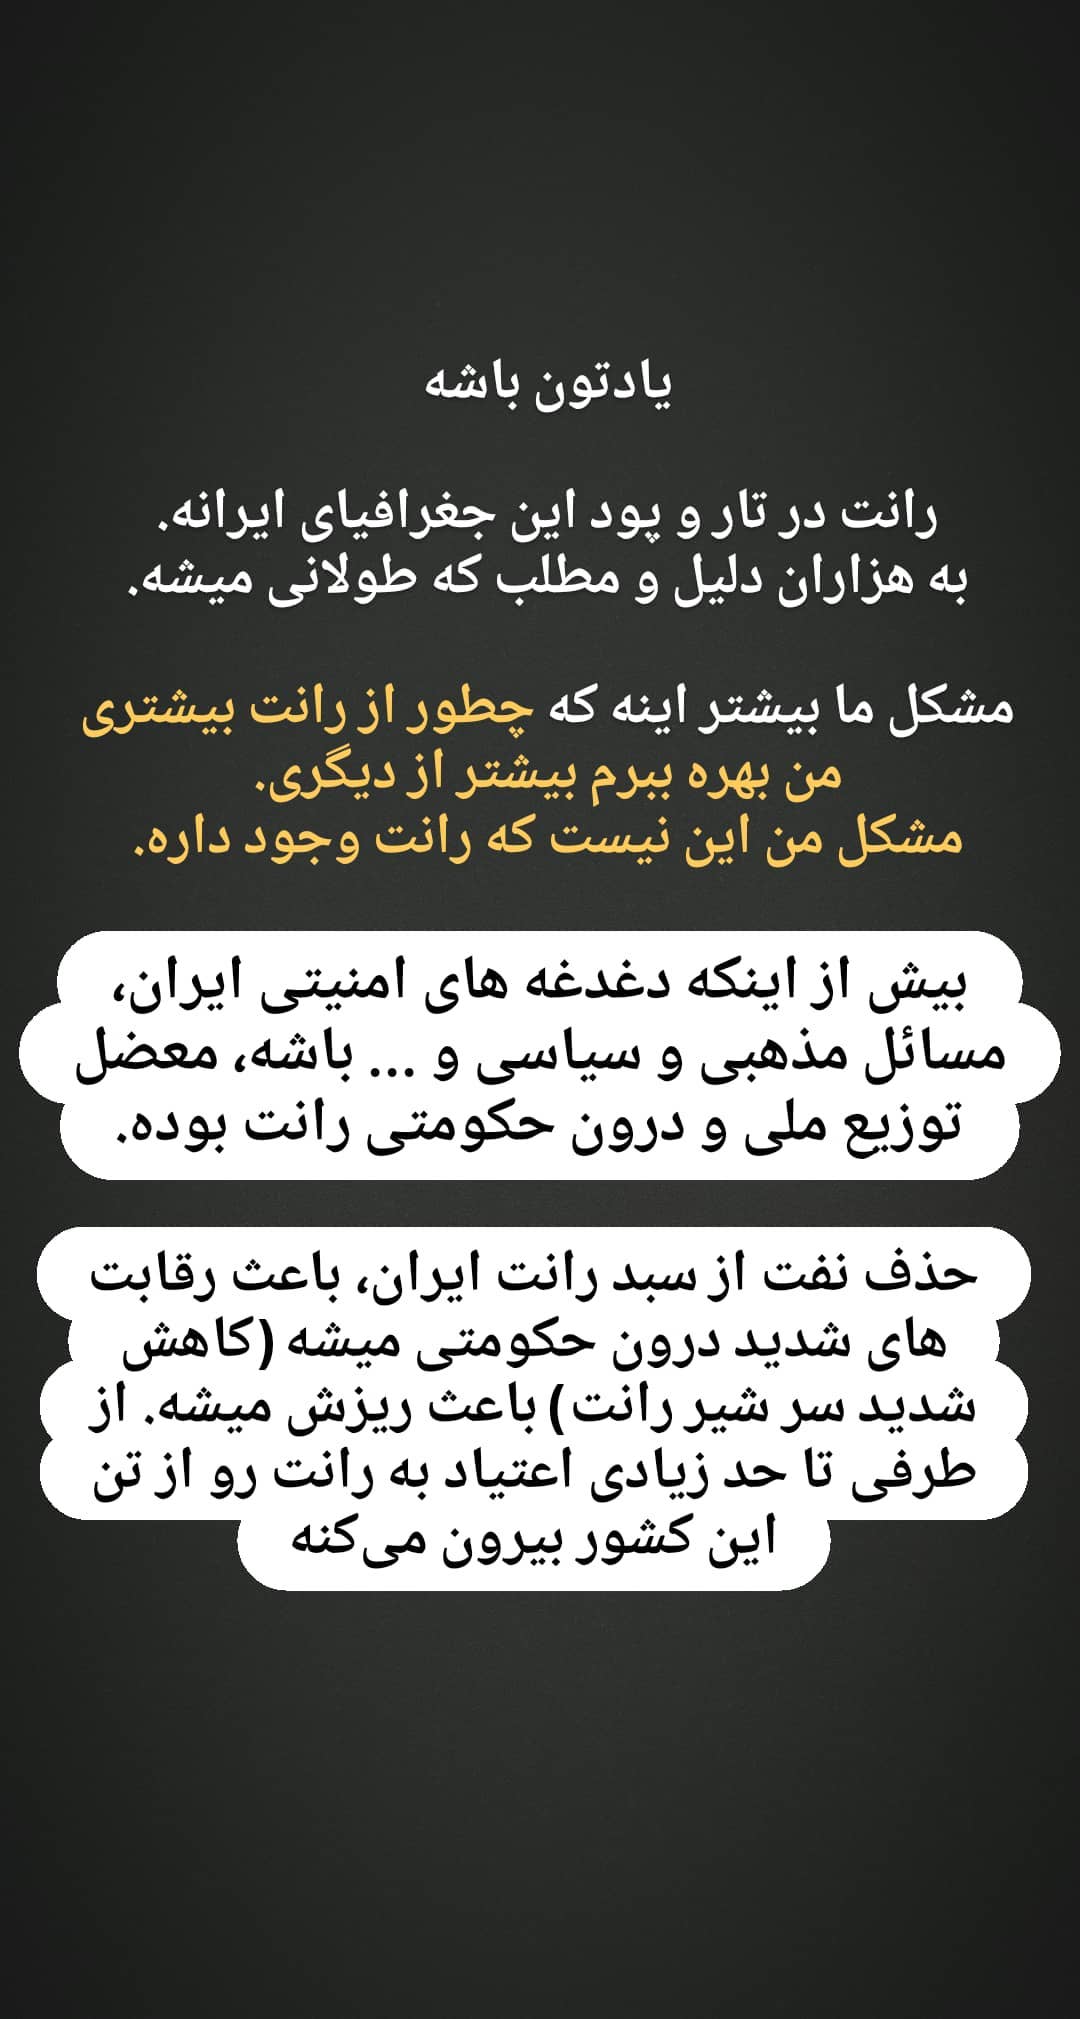 یادتون باشه
رانت در تار و پود این جغرافیای ایرانه.
به هزاران دلیل و مطلب که طولانی میشه.
مشکل ما بیشتر اینه که چطور از رانت بیشتری
من بهره ببرم بیشتر از دیگری.
مشکل من این نیست که رانت وجود داره.
بیش از اینکه دغدغه های امنیتی ایران،
مسائل مذهبی و سیاسی و ... باشه، معضل
توزیع ملی و درون حکومتی رانت بوده.
حذف نفت از سبد رانت ایران، باعث رقابت
های شدید درون حکومتی میشه (کاهش
شدید سر شیر رانت) باعث ریزش میشه. از
طرفی تا حد زیادی اعتیاد به رانت رو از تن
این کشور بیرون می‌کنه